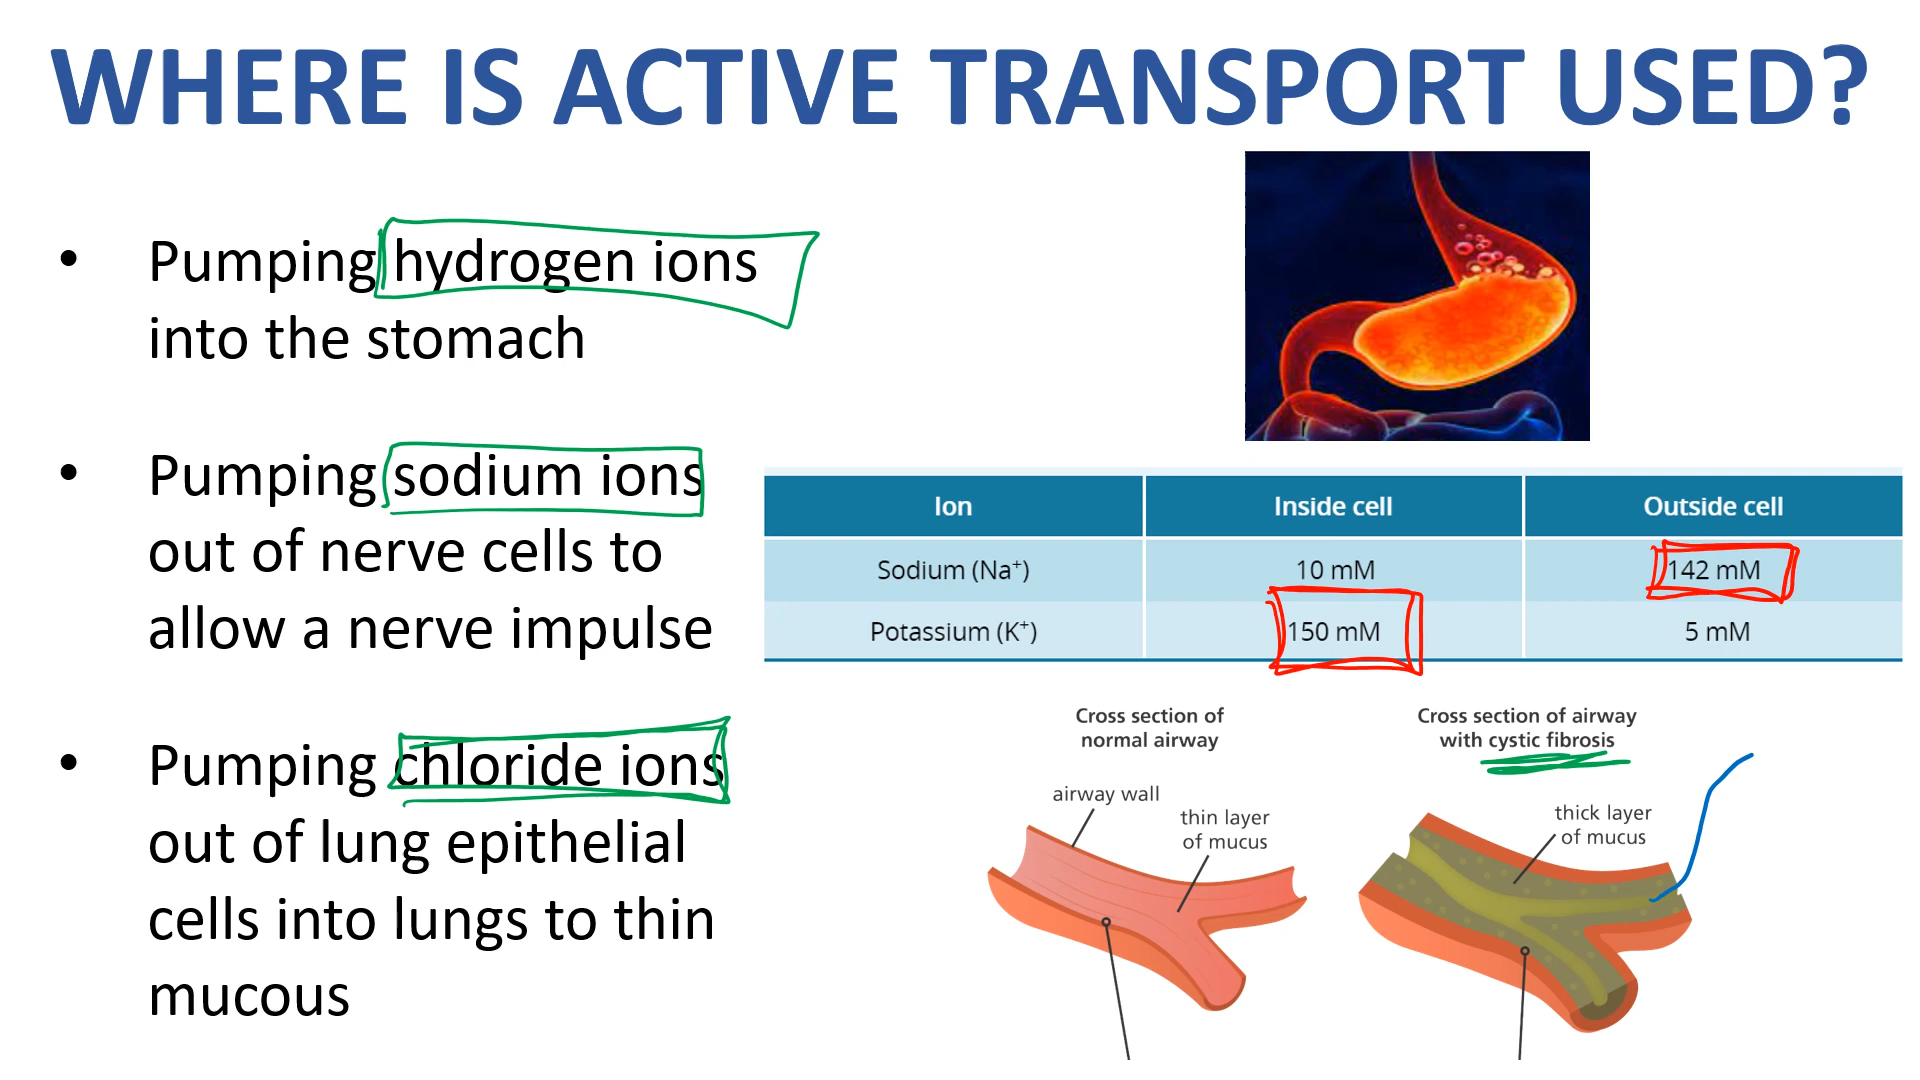 WHERE IS ACTIVE TRANSPORT USED?
• Pumping hydrogen ions
into the stomach
• Pumping sodium ions
out of nerve cells to
allow a nerve impulse
• Pumping chloride ions
out of lung epithelial
cells into lungs to thin
mucous
Ion Inside cell Outside cell
Sodium (Na⁺) 10 mM 142 mM
Potassium (K⁺) 150 mM 5 mM
Cross section of
normal airway
airway wall
thin layer
of mucus
Cross section of airway
with cystic fibrosis
thick layer
of mucus